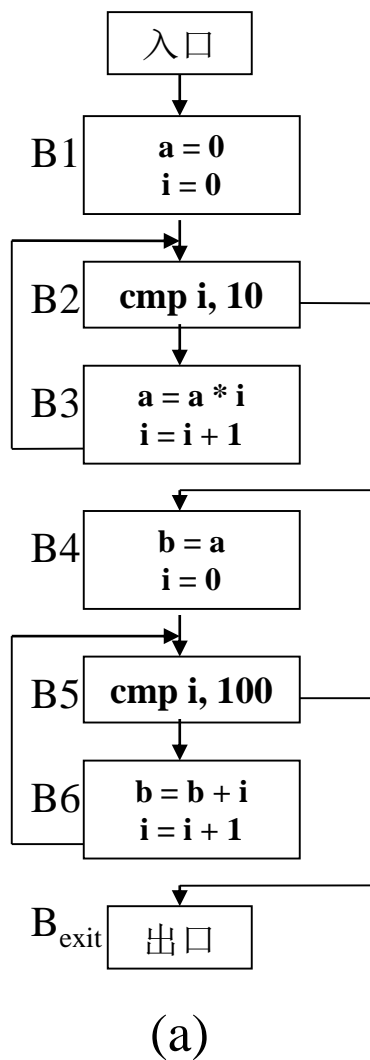 入口
B1
a = 0
i = 0
B2
cmp i, 10
B3
a = a * i
i = i + 1
B4
b = a
i = 0
B5
cmp i, 100
B6
b = b + i
i = i + 1
Bexit
出口
(a)